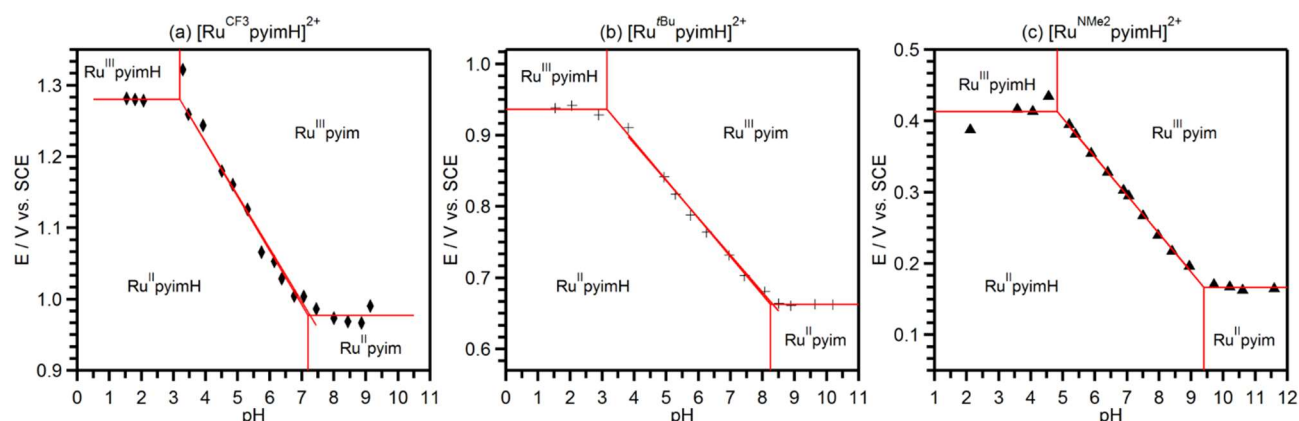 (a) [Ru^CF3 pyimH]^2+
E / V vs. SCE
1.3
1.2
1.1
1.0
0.9
Ru^III pyimH
Ru^III pyim
Ru^II pyimH
Ru^II pyim
0 1 2 3 4 5 6 7 8 9 10 11
pH
(b) [Ru^tBu pyimH]^2+
E / V vs. SCE
1.0
0.9
0.8
0.7
0.6
Ru^III pyimH
Ru^III pyim
Ru^II pyimH
Ru^II pyim
0 1 2 3 4 5 6 7 8 9 10 11
pH
(c) [Ru^NMe2 pyimH]^2+
E / V vs. SCE
0.5
0.4
0.3
0.2
0.1
Ru^III pyimH
Ru^III pyim
Ru^II pyimH
Ru^II pyim
1 2 3 4 5 6 7 8 9 10 11 12
pH